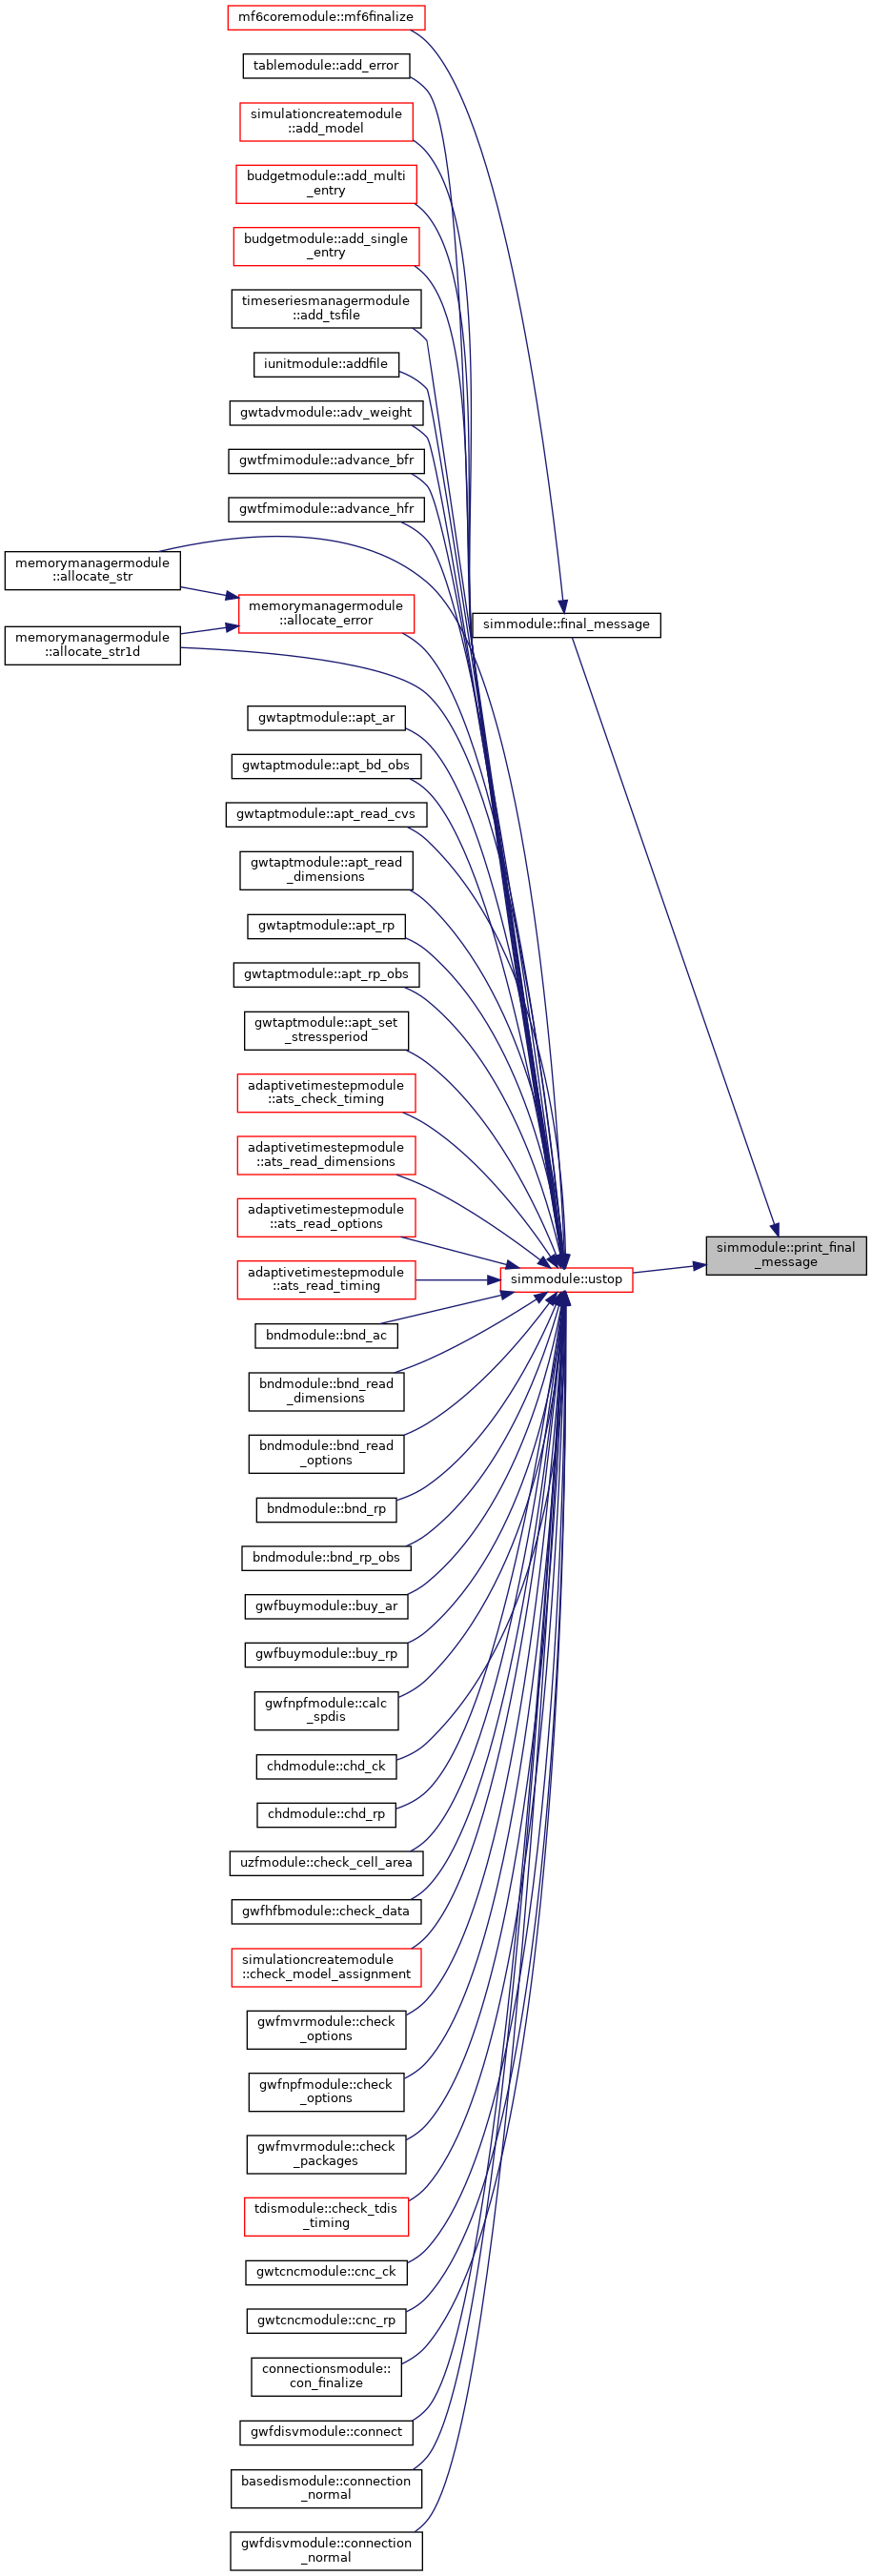 mf6coremodule::mf6finalize
tablemodule::add_error
simulationcreatemodule
::add_model
budgetmodule::add_multi
_entry
budgetmodule::add_single
_entry
timeseriesmanagermodule
::add_tsfile
iunitmodule::addfile
gwtadvmodule::adv_weight
gwtfmimodule::advance_bfr
gwtfmimodule::advance_hfr
memorymanagermodule
::allocate_str
memorymanagermodule
::allocate_error
simmodule::final_message
memorymanagermodule
::allocate_str1d
gwtaptmodule::apt_ar
gwtaptmodule::apt_bd_obs
gwtaptmodule::apt_read_cvs
gwtaptmodule::apt_read
_dimensions
gwtaptmodule::apt_rp
gwtaptmodule::apt_rp_obs
gwtaptmodule::apt_set
_stressperiod
adaptivetimestepmodule
::ats_check_timing
adaptivetimestepmodule
::ats_read_dimensions
adaptivetimestepmodule
::ats_read_options
simmodule::print_final
_message
adaptivetimestepmodule
::ats_read_timing
simmodule::ustop
bndmodule::bnd_ac
bndmodule::bnd_read
_dimensions
bndmodule::bnd_read
_options
bndmodule::bnd_rp
bndmodule::bnd_rp_obs
gwfbuymodule::buy_ar
gwfbuymodule::buy_rp
gwfnpfmodule::calc
_spdis
chdmodule::chd_ck
chdmodule::chd_rp
uzfmodule::check_cell_area
gwfhfbmodule::check_data
simulationcreatemodule
::check_model_assignment
gwfmvrmodule::check
_options
gwfnpfmodule::check
_options
gwfmvrmodule::check
_packages
tdismodule::check_tdis
_timing
gwtcncmodule::cnc_ck
gwtcncmodule::cnc_rp
connectionsmodule::
con_finalize
gwfdisvmodule::connect
basedismodule::connection
_normal
gwfdisvmodule::connection
_normal